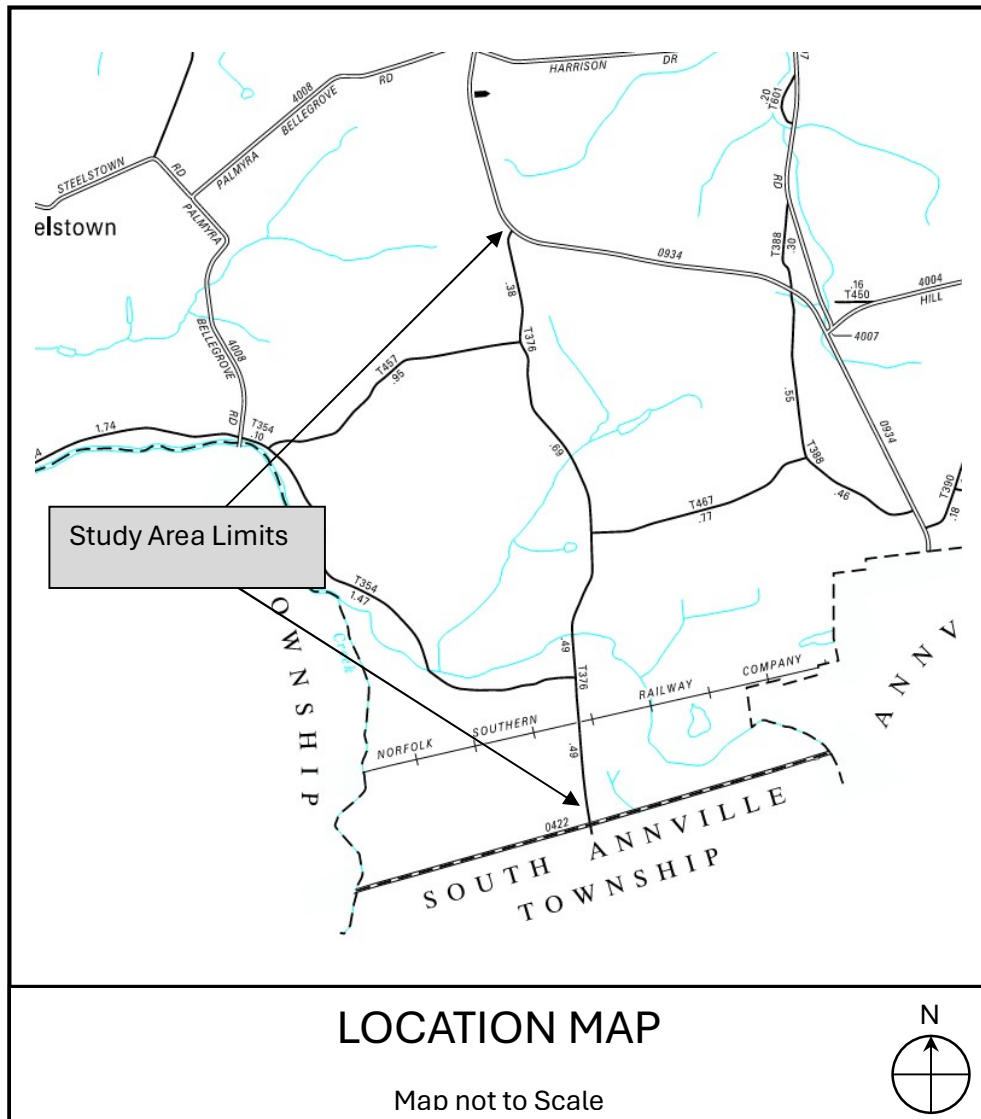 17
HARRISON DR
4008
BELLEGROVE RD
PALMYRA
STEELSTOWN RD
PALMYRA
elstown
.20
T601
RD
T388
.30
0934
.16
T450
4004
HILL
4007
.38
T376
4008
BELLEGROVE
RD
T457
.95
1.74
T354
.10
.69
.55
0934
T388
.46
T467
.77
T390
.18
Study Area Limits
T354
1.47
OWNSHIP
Creek
.49
T376
NORFOLK SOUTHERN RAILWAY COMPANY
ANNV
.49
0422
SOUTH ANNVILLE
TOWNSHIP
LOCATION MAP
N
Map not to Scale